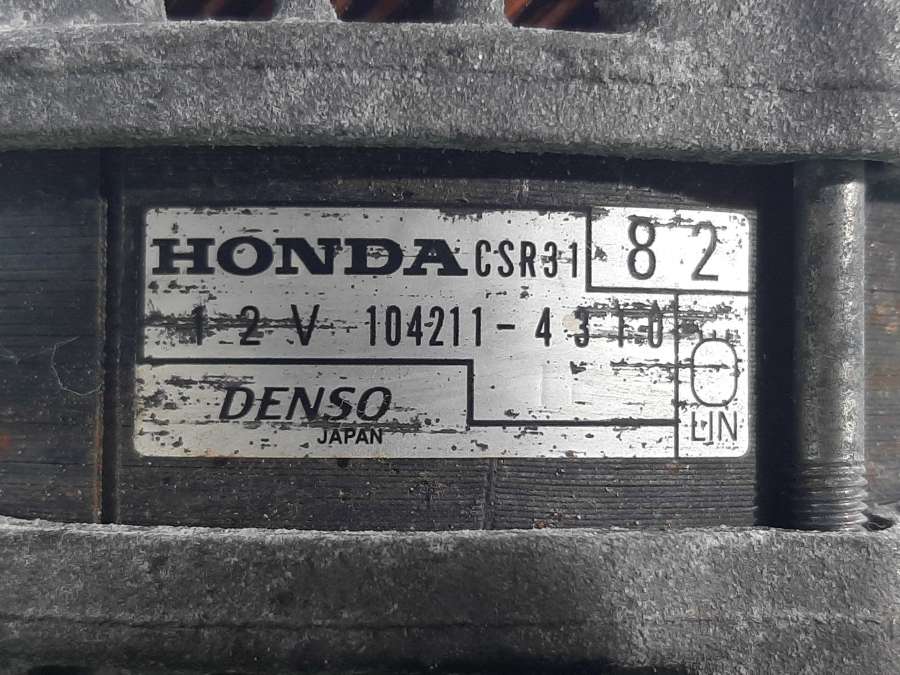 HONDA CSR31 82
12V 104211-4310
DENSO
JAPAN
LIN